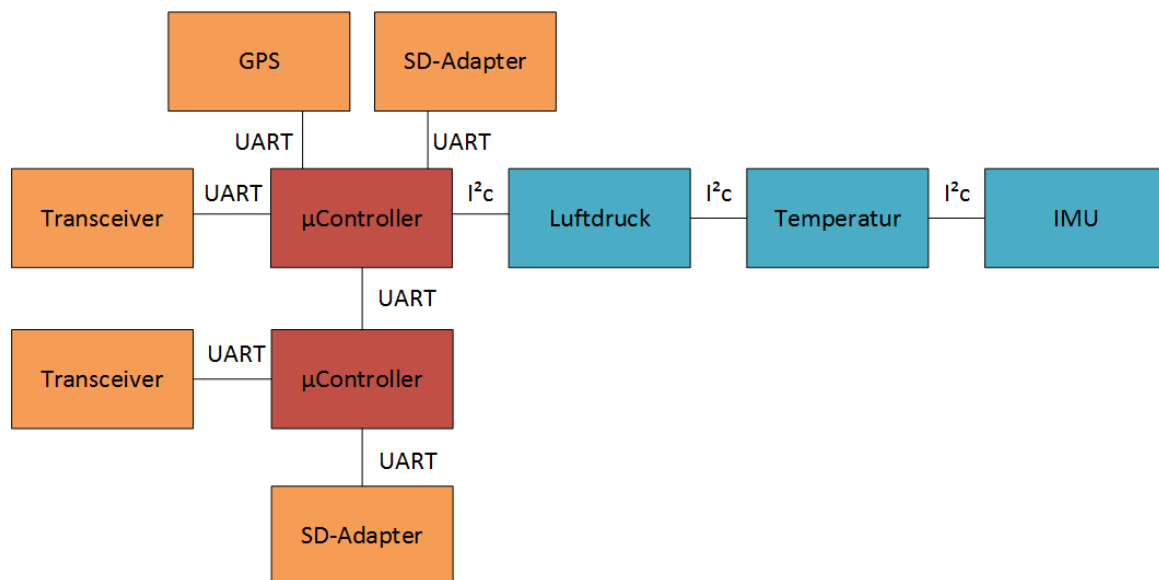 GPS
SD-Adapter
UART
UART
Transceiver
UART
µController
I²c
Luftdruck
I²c
Temperatur
I²c
IMU
UART
Transceiver
UART
µController
UART
SD-Adapter